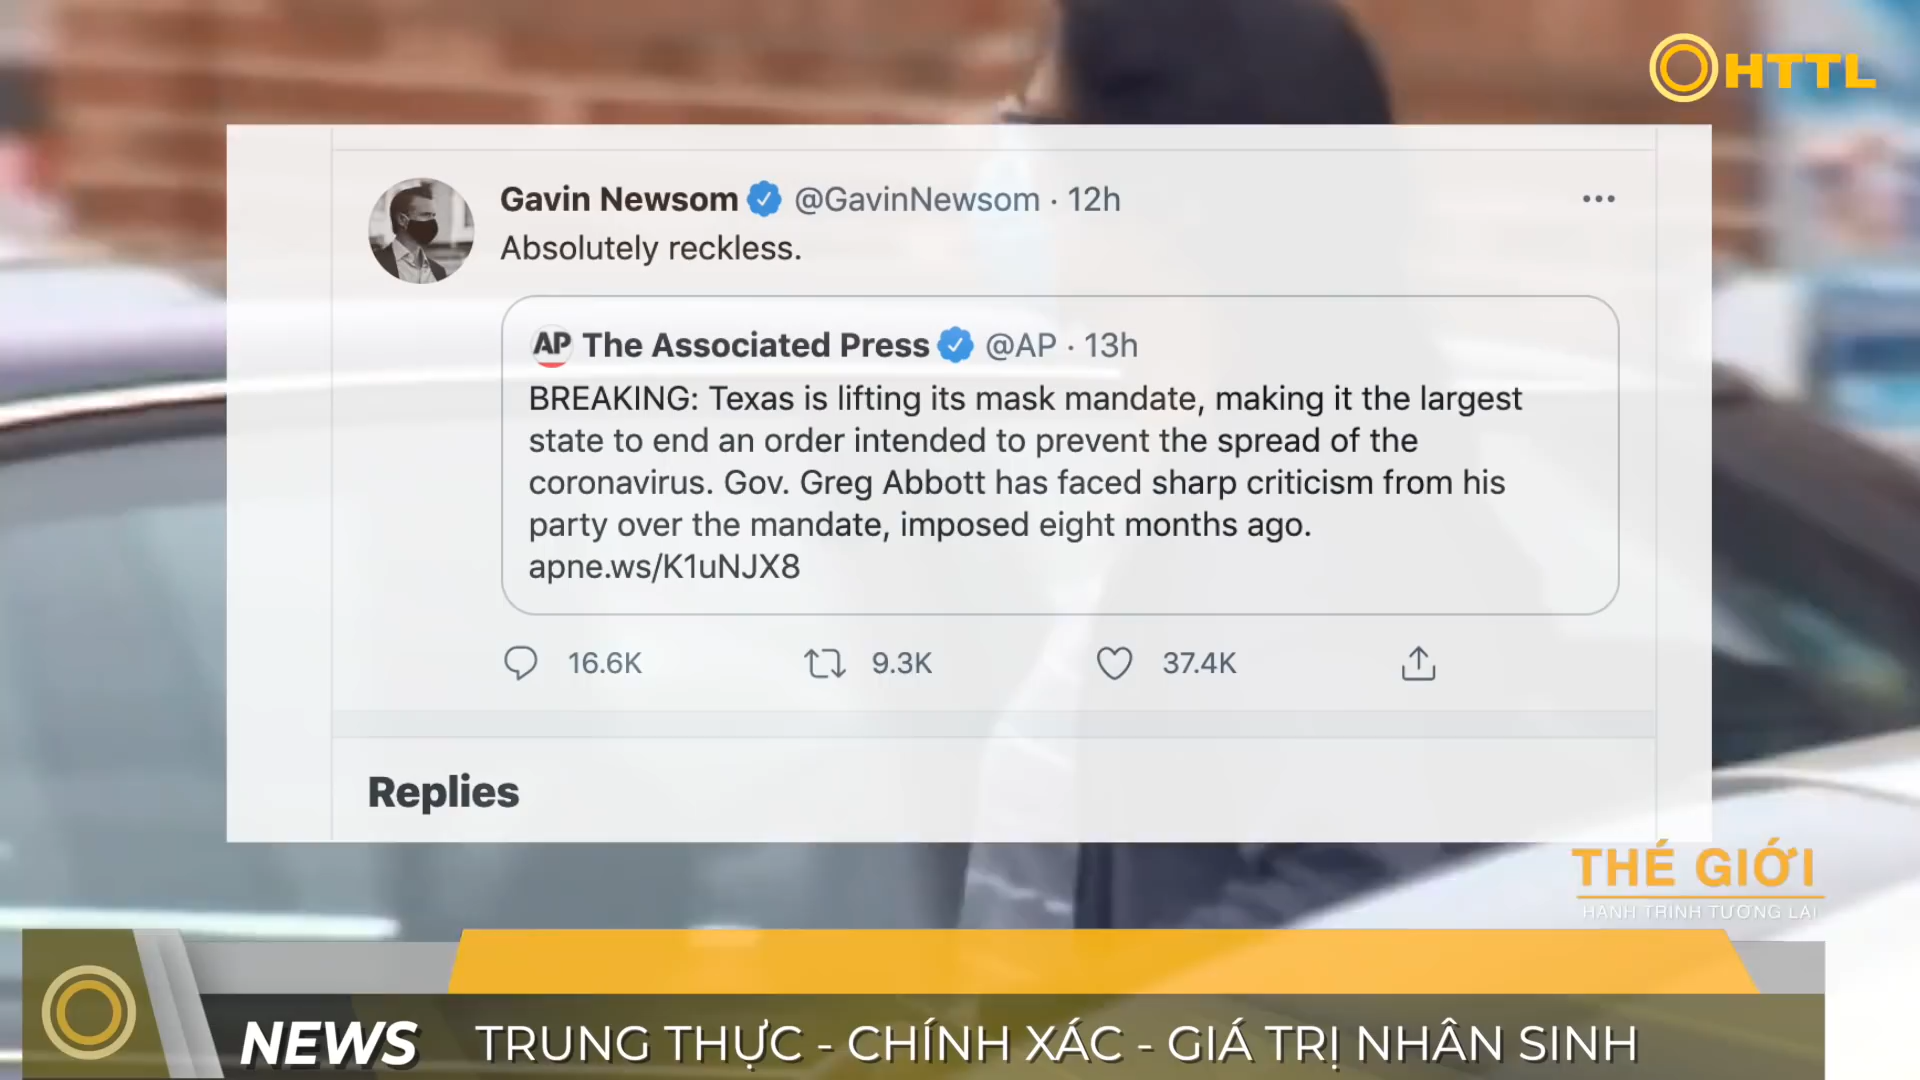 HTTL
Gavin Newsom @GavinNewsom · 12h
Absolutely reckless.
AP The Associated Press @AP · 13h
BREAKING: Texas is lifting its mask mandate, making it the largest
state to end an order intended to prevent the spread of the
coronavirus. Gov. Greg Abbott has faced sharp criticism from his
party over the mandate, imposed eight months ago.
apne.ws/K1uNJX8
16.6K 9.3K 37.4K
Replies
THẾ GIỚI
HÀNH TRÌNH TƯƠNG LAI
NEWS TRUNG THỰC - CHÍNH XÁC - GIÁ TRỊ NHÂN SINH